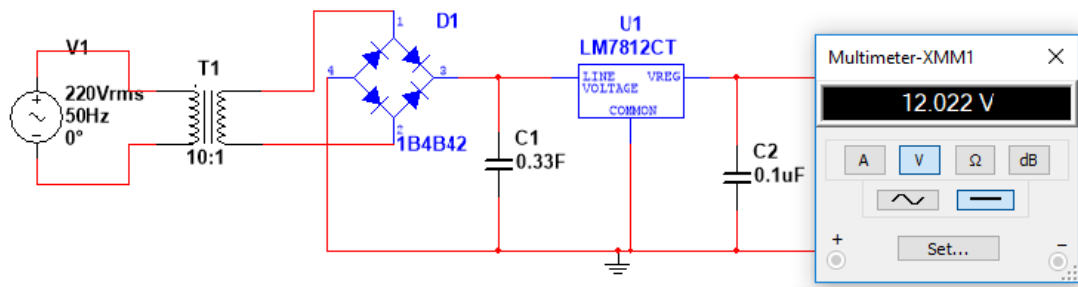 V1
220Vrms
50Hz
0°
T1
10:1
1
D1
4
3
2
1B4B42
C1
0.33F
U1
LM7812CT
LINE VREG
VOLTAGE
COMMON
C2
0.1uF
Multimeter-XMM1
12.022 V
A V Ω dB
+ Set... −